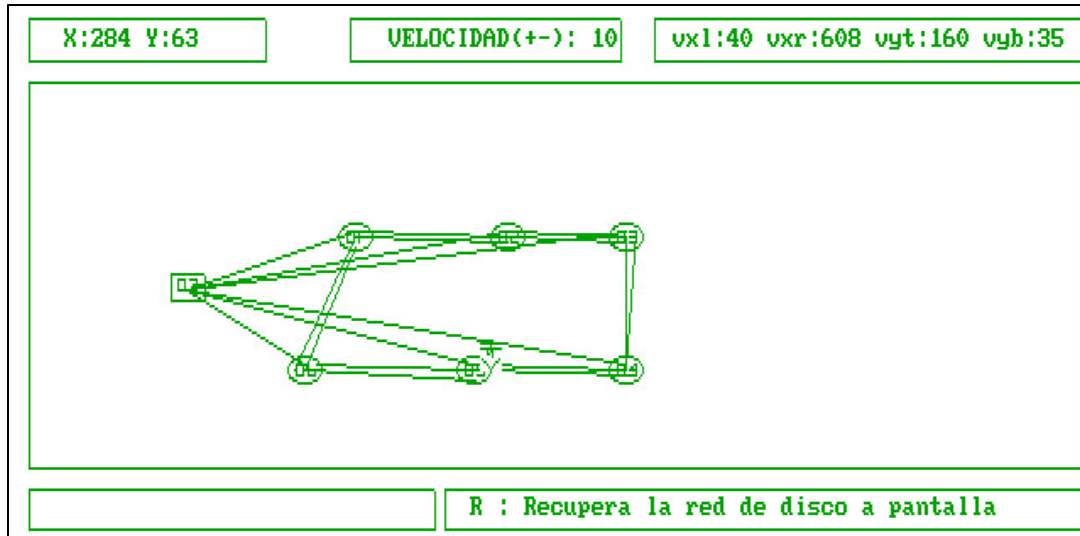 X:284 Y:63
VELOCIDAD(+-): 10
vxl:40 vxr:608 vyt:160 vyb:35
R : Recupera la red de disco a pantalla